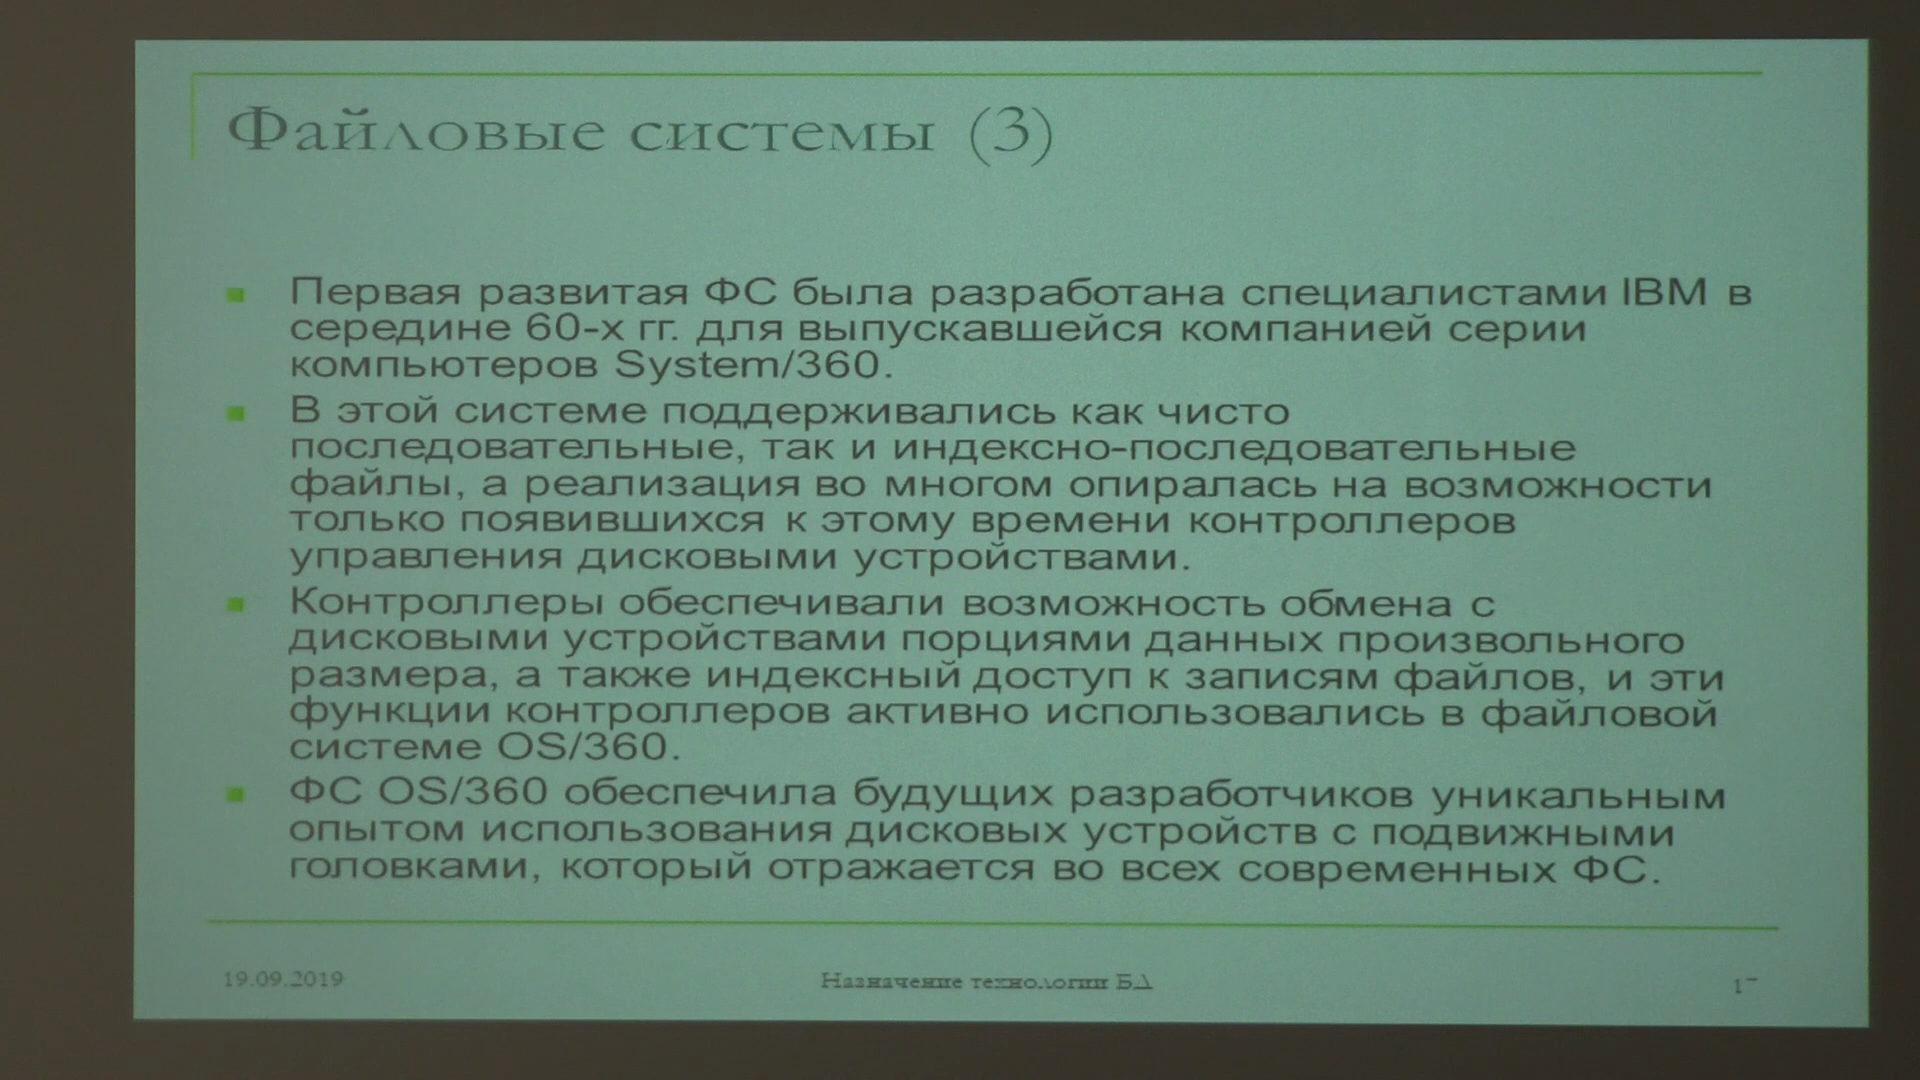 Файловые системы (3)
Первая развитая ФС была разработана специалистами IBM в
середине 60-х гг. для выпускавшейся компанией серии
компьютеров System/360.
В этой системе поддерживались как чисто
последовательные, так и индексно-последовательные
файлы, а реализация во многом опиралась на возможности
только появившихся к этому времени контроллеров
управления дисковыми устройствами.
Контроллеры обеспечивали возможность обмена с
дисковыми устройствами порциями данных произвольного
размера, а также индексный доступ к записям файлов, и эти
функции контроллеров активно использовались в файловой
системе OS/360.
ФС OS/360 обеспечила будущих разработчиков уникальным
опытом использования дисковых устройств с подвижными
головками, который отражается во всех современных ФС.
19.09.2019
Назначение технологии БД